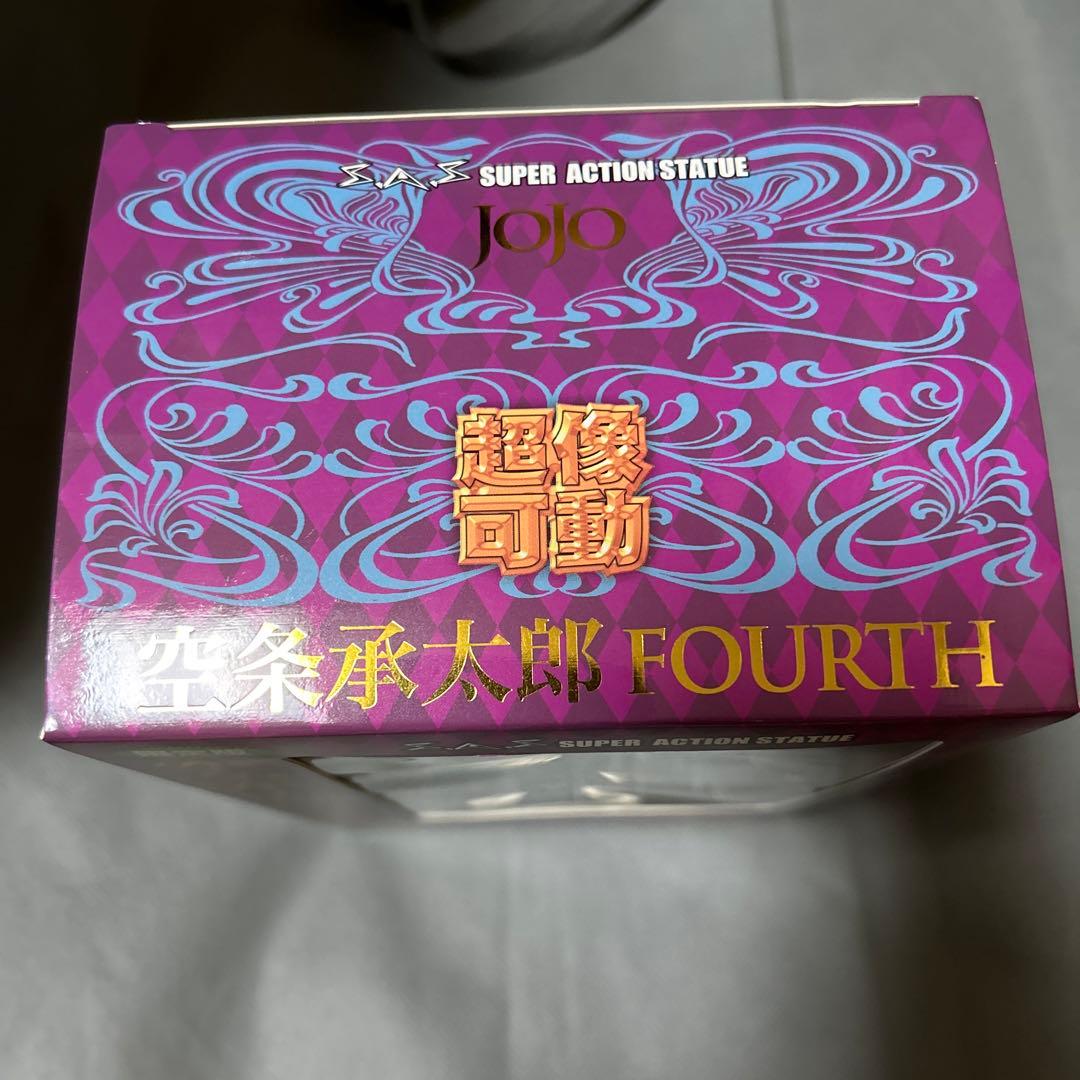 S.A.S SUPER ACTION STATUE
JOJO
超像
可動
空条承太郎 FOURTH
S.A.S SUPER ACTION STATUE